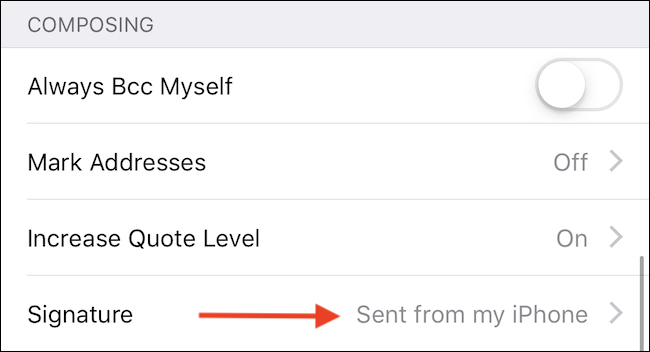 COMPOSING
Always Bcc Myself
Mark Addresses Off
Increase Quote Level On
Signature Sent from my iPhone